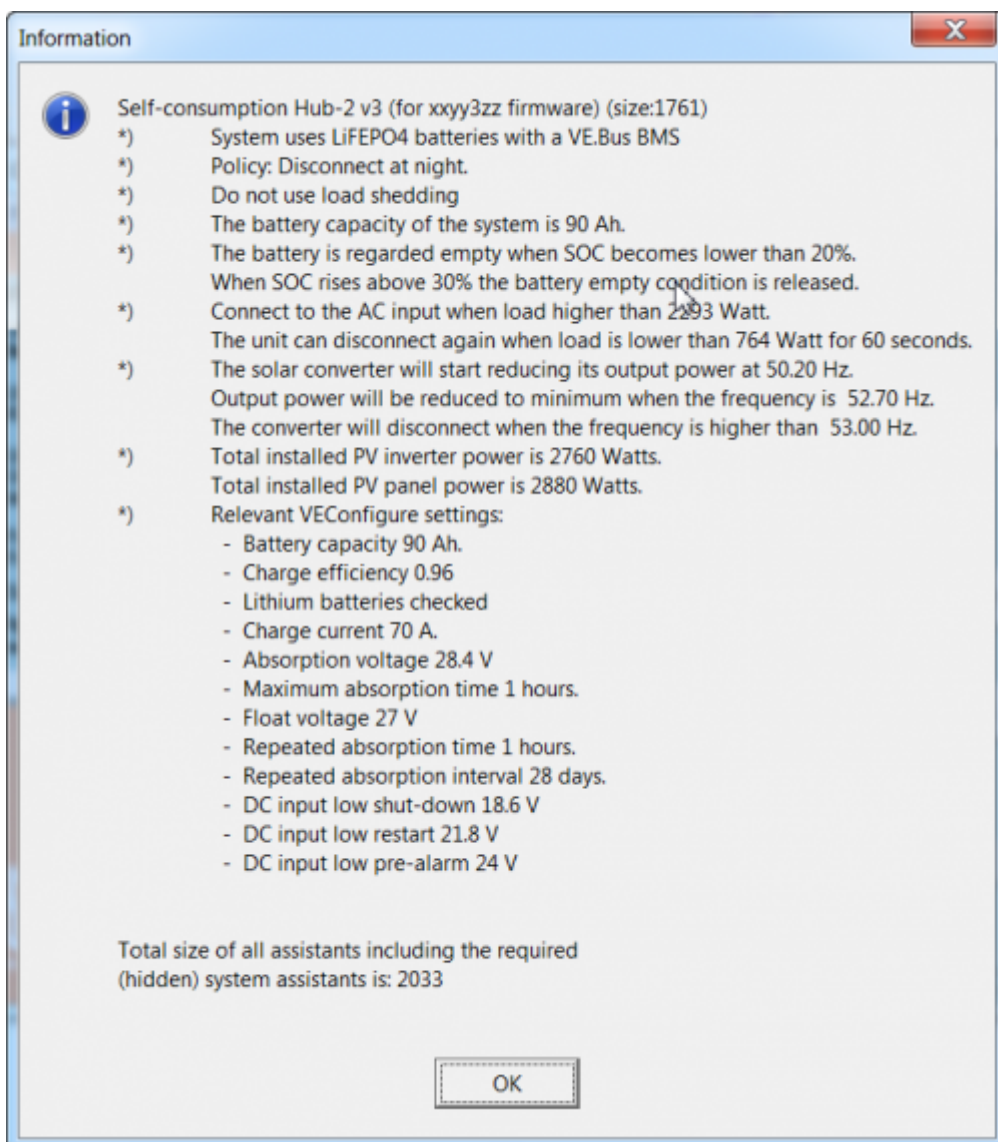 Information
Self-consumption Hub-2 v3 (for xxyy3zz firmware) (size:1761)
*) System uses LiFEPO4 batteries with a VE.Bus BMS
*) Policy: Disconnect at night.
*) Do not use load shedding
*) The battery capacity of the system is 90 Ah.
*) The battery is regarded empty when SOC becomes lower than 20%.
When SOC rises above 30% the battery empty condition is released.
*) Connect to the AC input when load higher than 2293 Watt.
The unit can disconnect again when load is lower than 764 Watt for 60 seconds.
*) The solar converter will start reducing its output power at 50.20 Hz.
Output power will be reduced to minimum when the frequency is 52.70 Hz.
The converter will disconnect when the frequency is higher than 53.00 Hz.
*) Total installed PV inverter power is 2760 Watts.
Total installed PV panel power is 2880 Watts.
*) Relevant VEConfigure settings:
- Battery capacity 90 Ah.
- Charge efficiency 0.96
- Lithium batteries checked
- Charge current 70 A.
- Absorption voltage 28.4 V
- Maximum absorption time 1 hours.
- Float voltage 27 V
- Repeated absorption time 1 hours.
- Repeated absorption interval 28 days.
- DC input low shut-down 18.6 V
- DC input low restart 21.8 V
- DC input low pre-alarm 24 V
Total size of all assistants including the required
(hidden) system assistants is: 2033
OK